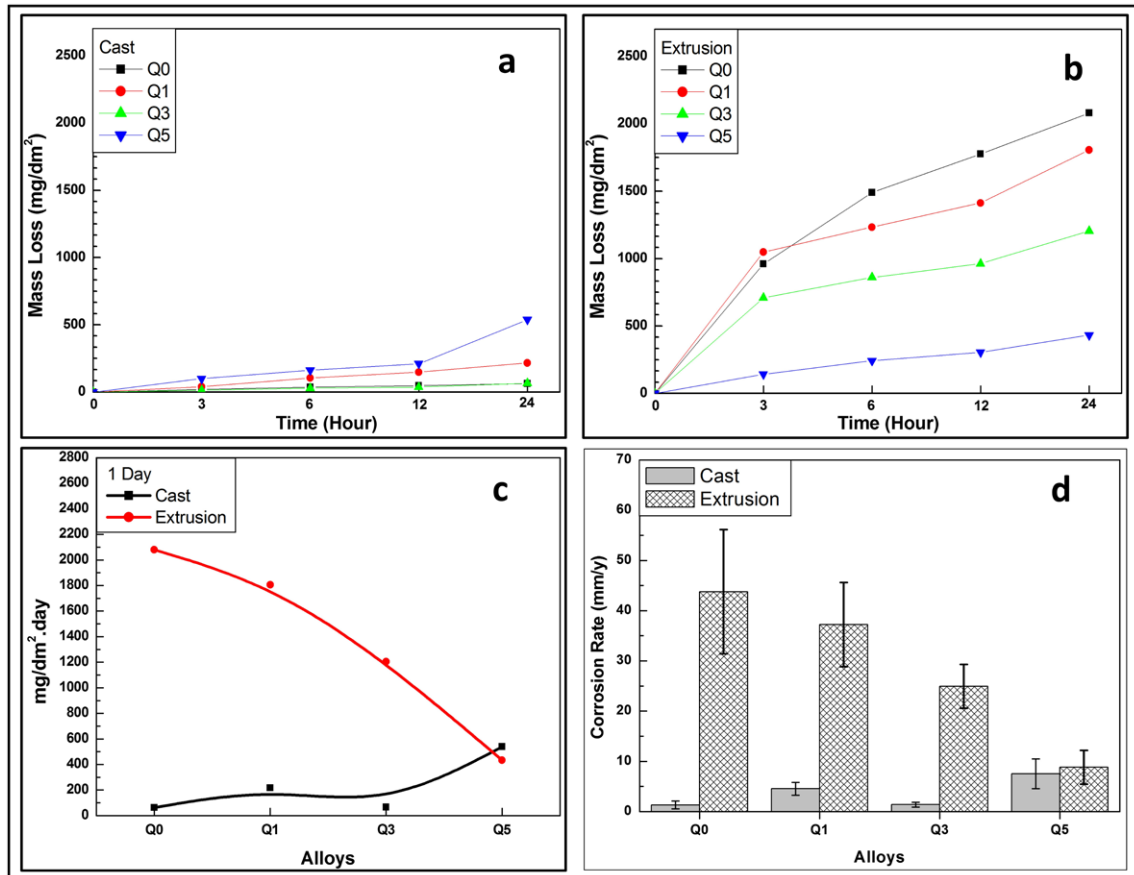 Cast
Q0
Q1
Q3
Q5
a
2500
2000
1500
1000
500
0
Mass Loss (mg/dm²)
0 3 6 12 24
Time (Hour)
Extrusion
Q0
Q1
Q3
Q5
b
2500
2000
1500
1000
500
0
Mass Loss (mg/dm²)
0 3 6 12 24
Time (Hour)
1 Day
Cast
Extrusion
c
2800
2600
2400
2200
2000
1800
1600
1400
1200
1000
800
600
400
200
0
mg/dm².day
Q0 Q1 Q3 Q5
Alloys
Cast
Extrusion
d
70
60
50
40
30
20
10
0
Corrosion Rate (mm/y)
Q0 Q1 Q3 Q5
Alloys